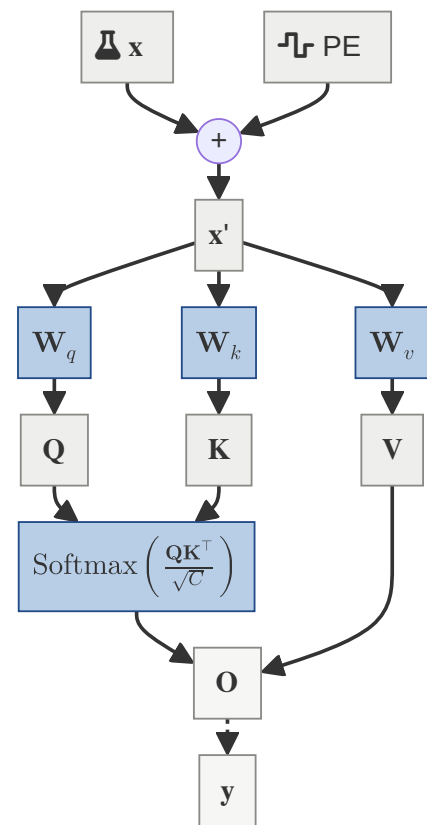 x
PE
+
x'
W_q
W_k
W_v
Q
K
V
Softmax(QK^⊤/√C)
O
y